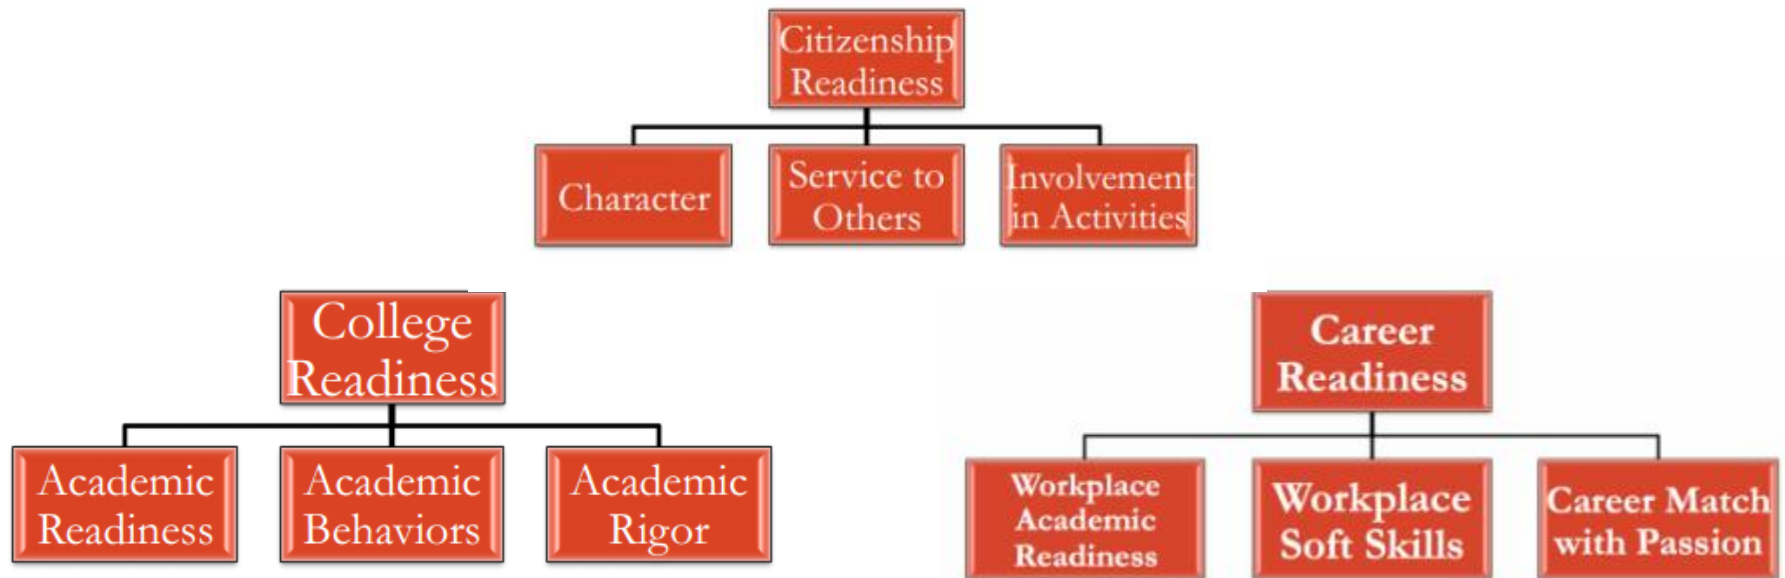 Citizenship
Readiness
Character
Service to
Others
Involvement
in Activities
College
Readiness
Academic
Readiness
Academic
Behaviors
Academic
Rigor
Career
Readiness
Workplace
Academic
Readiness
Workplace
Soft Skills
Career Match
with Passion